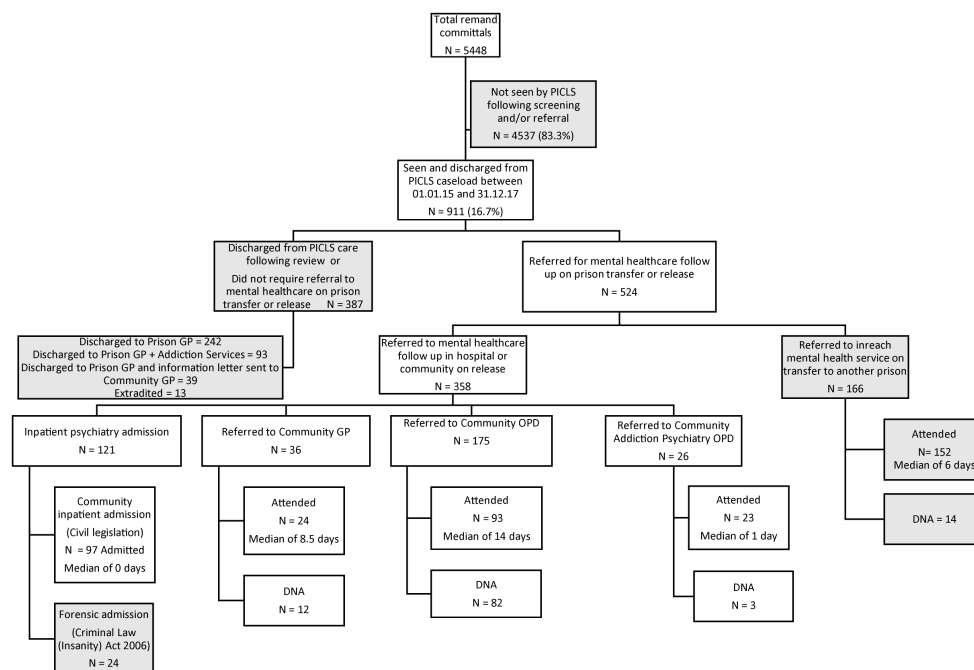 Total remand
committals
N = 5448
Not seen by PICLS
following screening
and/or referral
N = 4537 (83.3%)
Seen and discharged from
PICLS caseload between
01.01.15 and 31.12.17
N = 911 (16.7%)
Discharged from PICLS care
following review or
Did not require referral to
mental healthcare on prison
transfer or release N = 387
Referred for mental healthcare follow
up on prison transfer or release
N = 524
Discharged to Prison GP = 242
Discharged to Prison GP + Addiction Services = 93
Discharged to Prison GP and information letter sent to
Community GP = 39
Extradited = 13
Referred to mental healthcare
follow up in hospital or
community on release
N = 358
Referred to inreach
mental health service on
transfer to another prison
N = 166
Inpatient psychiatry admission
N = 121
Referred to Community GP
N = 36
Referred to Community OPD
N = 175
Referred to Community
Addiction Psychiatry OPD
N = 26
Attended
N= 152
Median of 6 days
DNA = 14
Community
inpatient admission
(Civil legislation)
N = 97 Admitted
Median of 0 days
Attended
N = 24
Median of 8.5 days
Attended
N = 93
Median of 14 days
Attended
N = 23
Median of 1 day
DNA
N = 12
DNA
N = 82
DNA
N = 3
Forensic admission
(Criminal Law
(Insanity) Act 2006)
N = 24